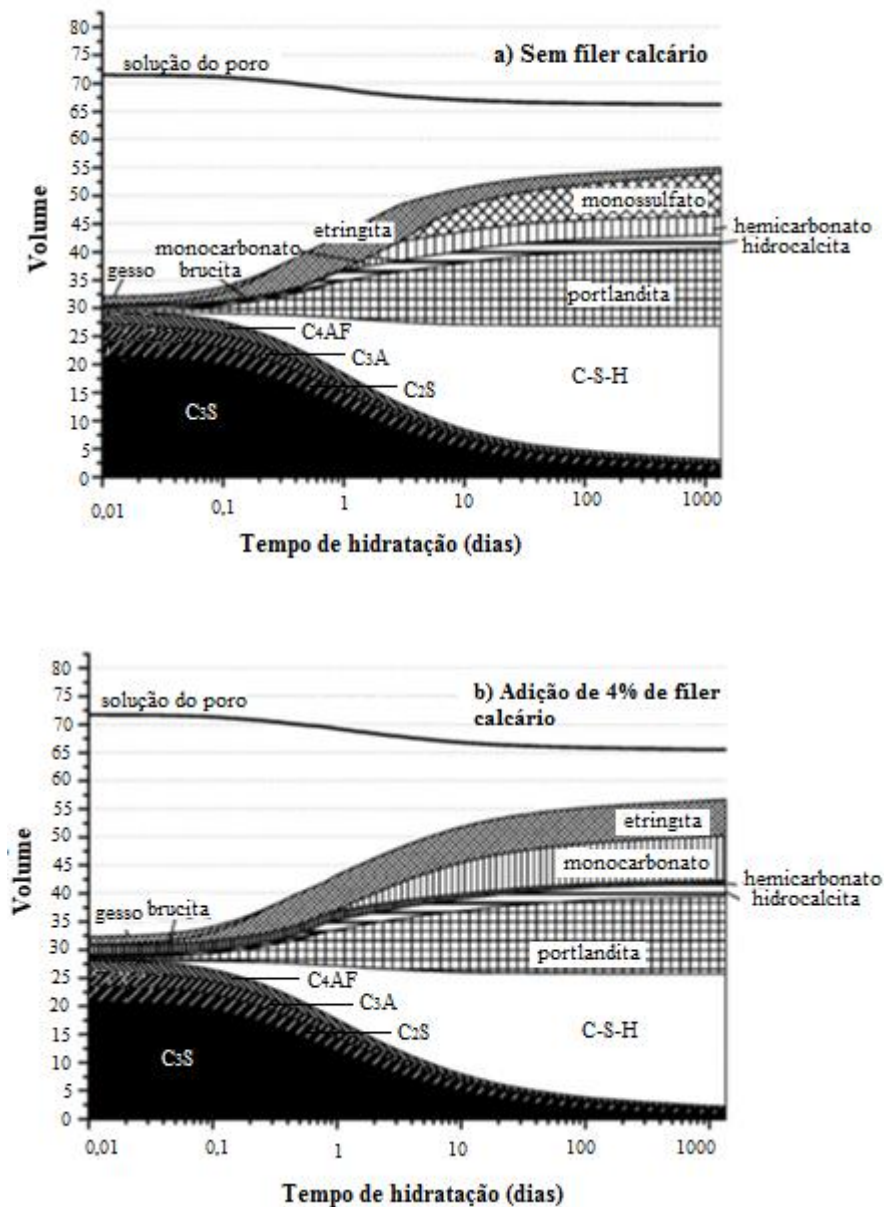 80
75
70
65
60
55
50
45
40
35
30
25
20
15
10
5
0
Volume
a) Sem fíler calcário
solução do poro
etringita
monossulfato
monocarbonato
brucita
gesso
hemicarbonato
hidrocalcita
portlandita
C4AF
C3A
C2S
C3S
C-S-H
0,01
0,1
1
10
100
1000
Tempo de hidratação (dias)
80
75
70
65
60
55
50
45
40
35
30
25
20
15
10
5
0
Volume
b) Adição de 4% de fíler
calcário
solução do poro
etringita
monocarbonato
gesso
brucita
hemicarbonato
hidrocalcita
portlandita
C4AF
C3A
C2S
C3S
C-S-H
0,01
0,1
1
10
100
1000
Tempo de hidratação (dias)